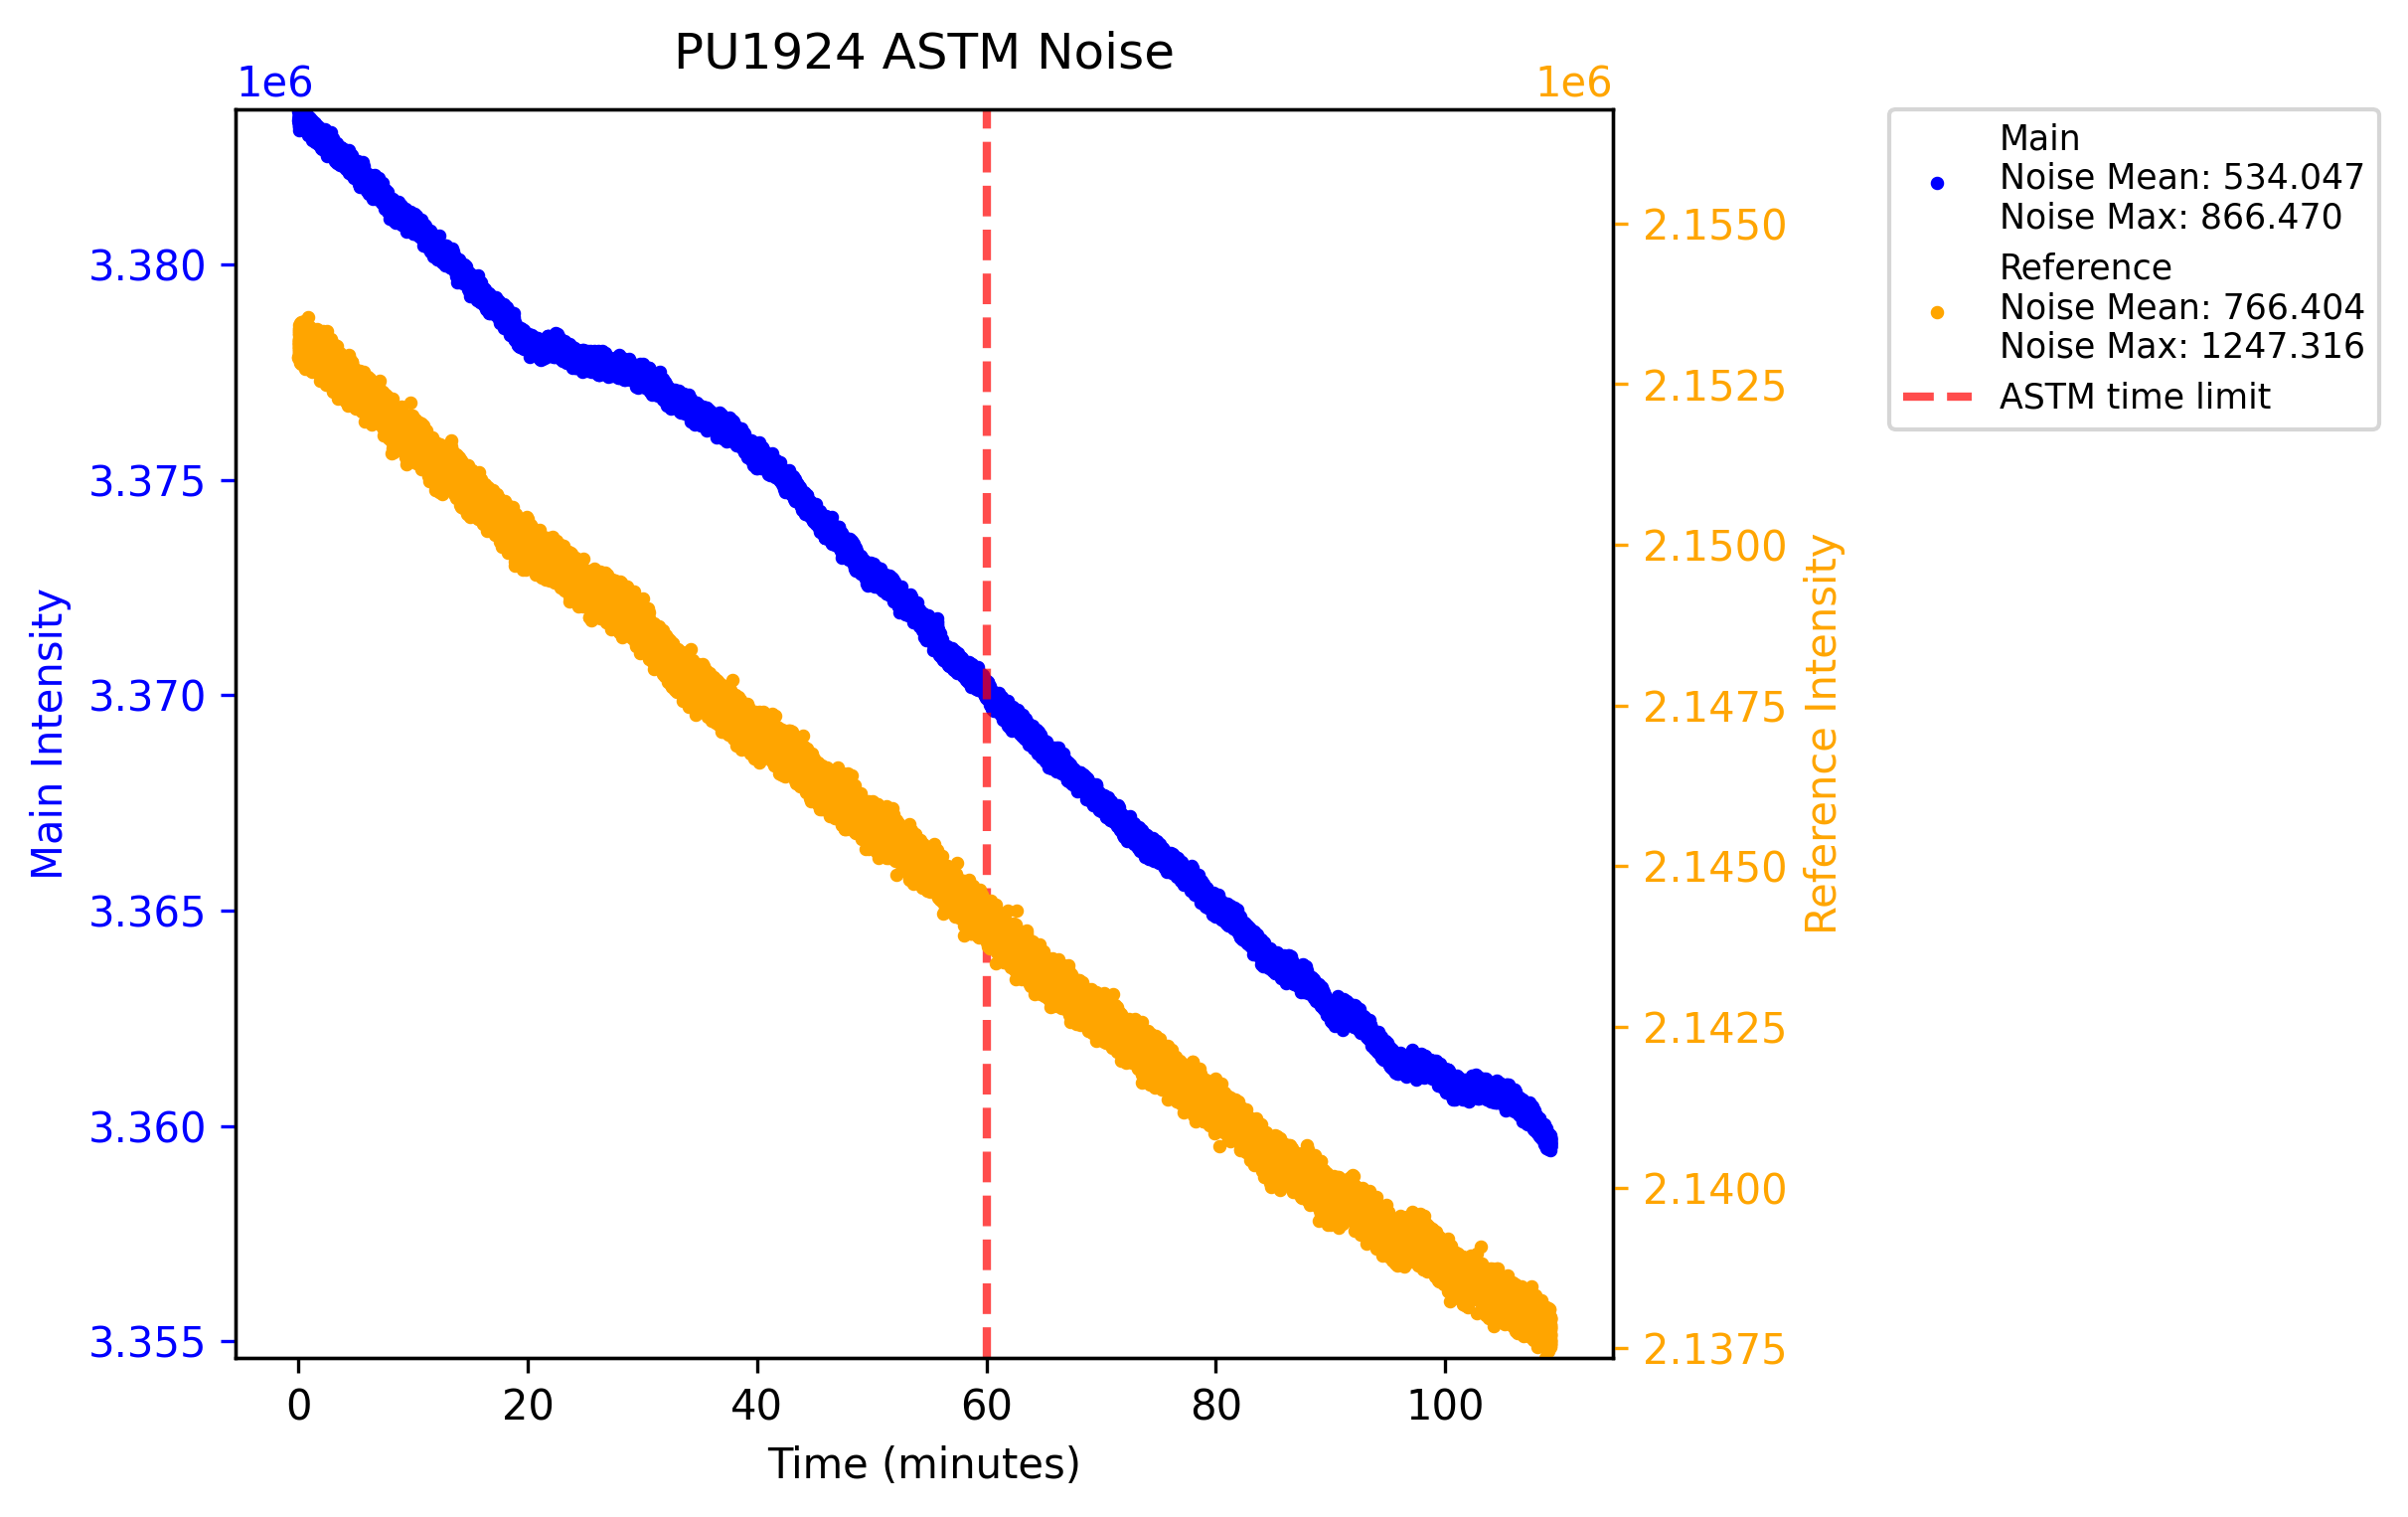 PU1924 ASTM Noise
1e6
1e6
3.380
3.375
3.370
3.365
3.360
3.355
Main Intensity
0
20
40
60
80
100
Time (minutes)
2.1550
2.1525
2.1500
2.1475
2.1450
2.1425
2.1400
2.1375
Reference Intensity
Main
Noise Mean: 534.047
Noise Max: 866.470
Reference
Noise Mean: 766.404
Noise Max: 1247.316
ASTM time limit